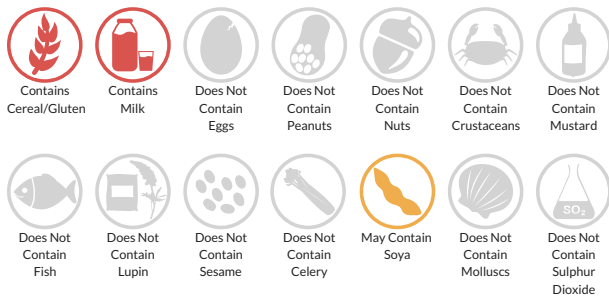 Contains
Cereal/Gluten
Contains
Milk
Does Not
Contain
Eggs
Does Not
Contain
Peanuts
Does Not
Contain
Nuts
Does Not
Contain
Crustaceans
Does Not
Contain
Mustard
Does Not
Contain
Fish
Does Not
Contain
Lupin
Does Not
Contain
Sesame
Does Not
Contain
Celery
May Contain
Soya
Does Not
Contain
Molluscs
SO₂
Does Not
Contain
Sulphur
Dioxide